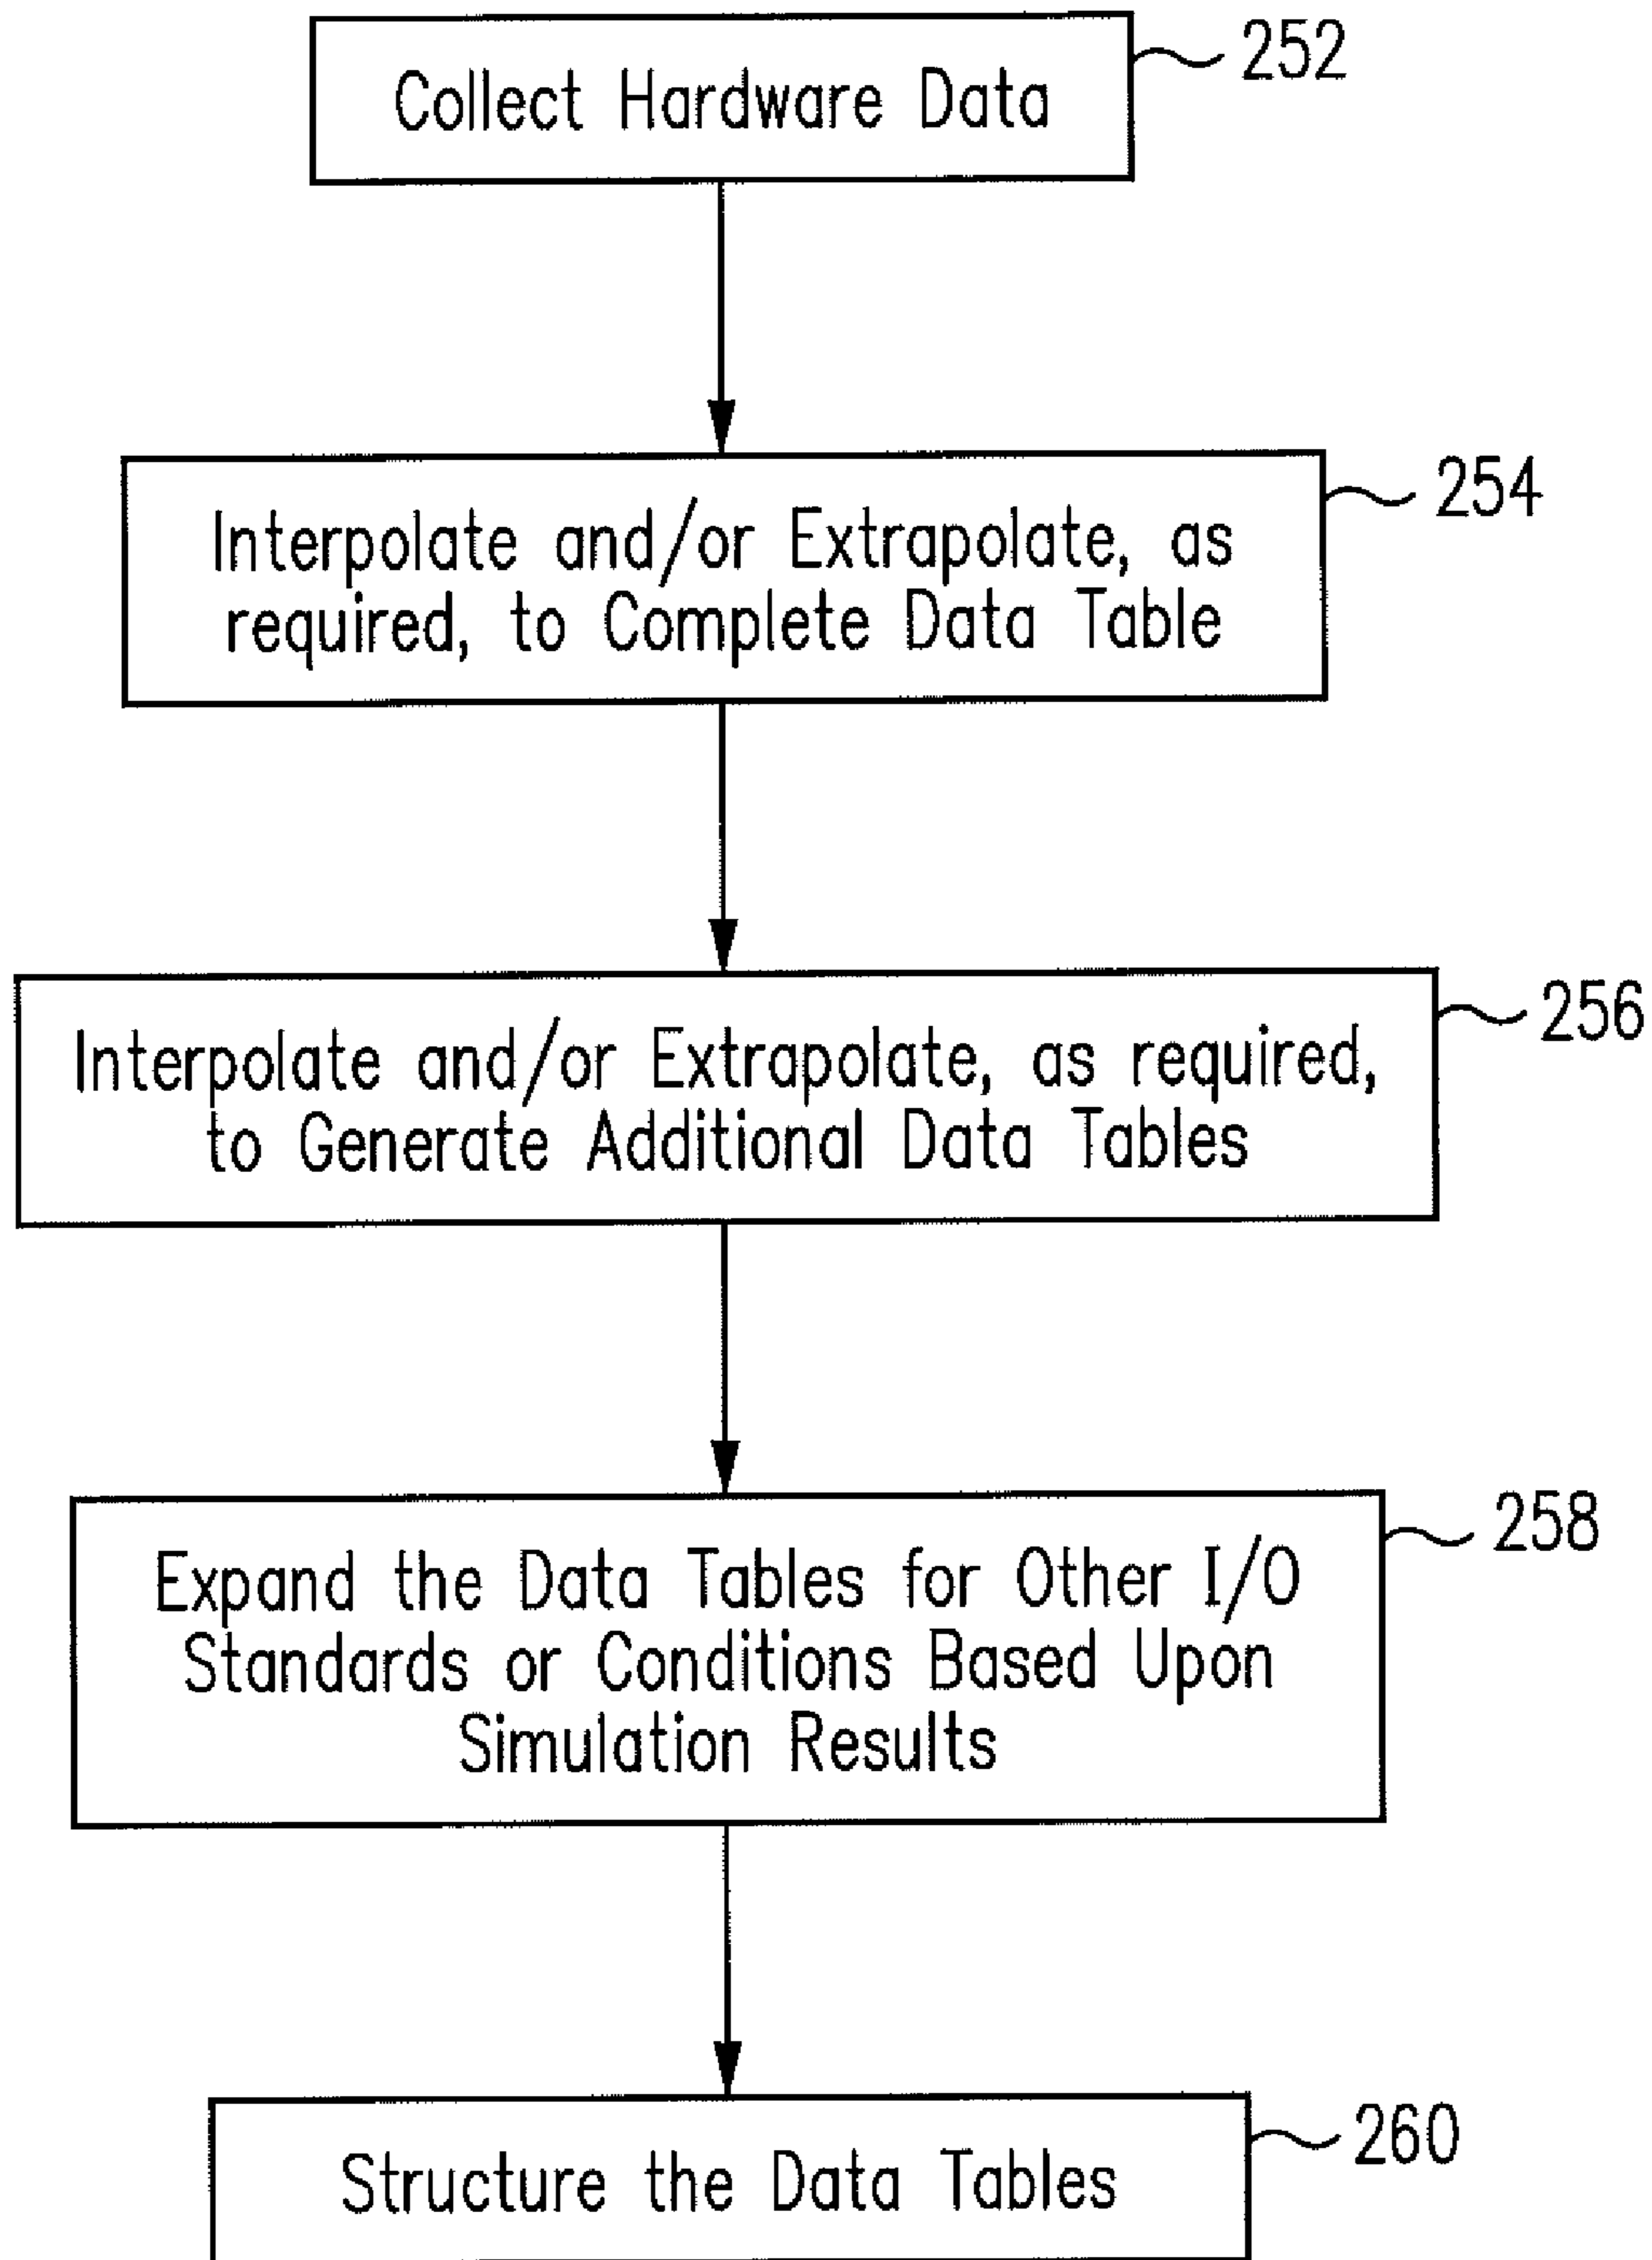 Collect Hardware Data
252
Interpolate and/or Extrapolate, as
required, to Complete Data Table
254
Interpolate and/or Extrapolate, as required,
to Generate Additional Data Tables
256
Expand the Data Tables for Other I/O
Standards or Conditions Based Upon
Simulation Results
258
Structure the Data Tables
260